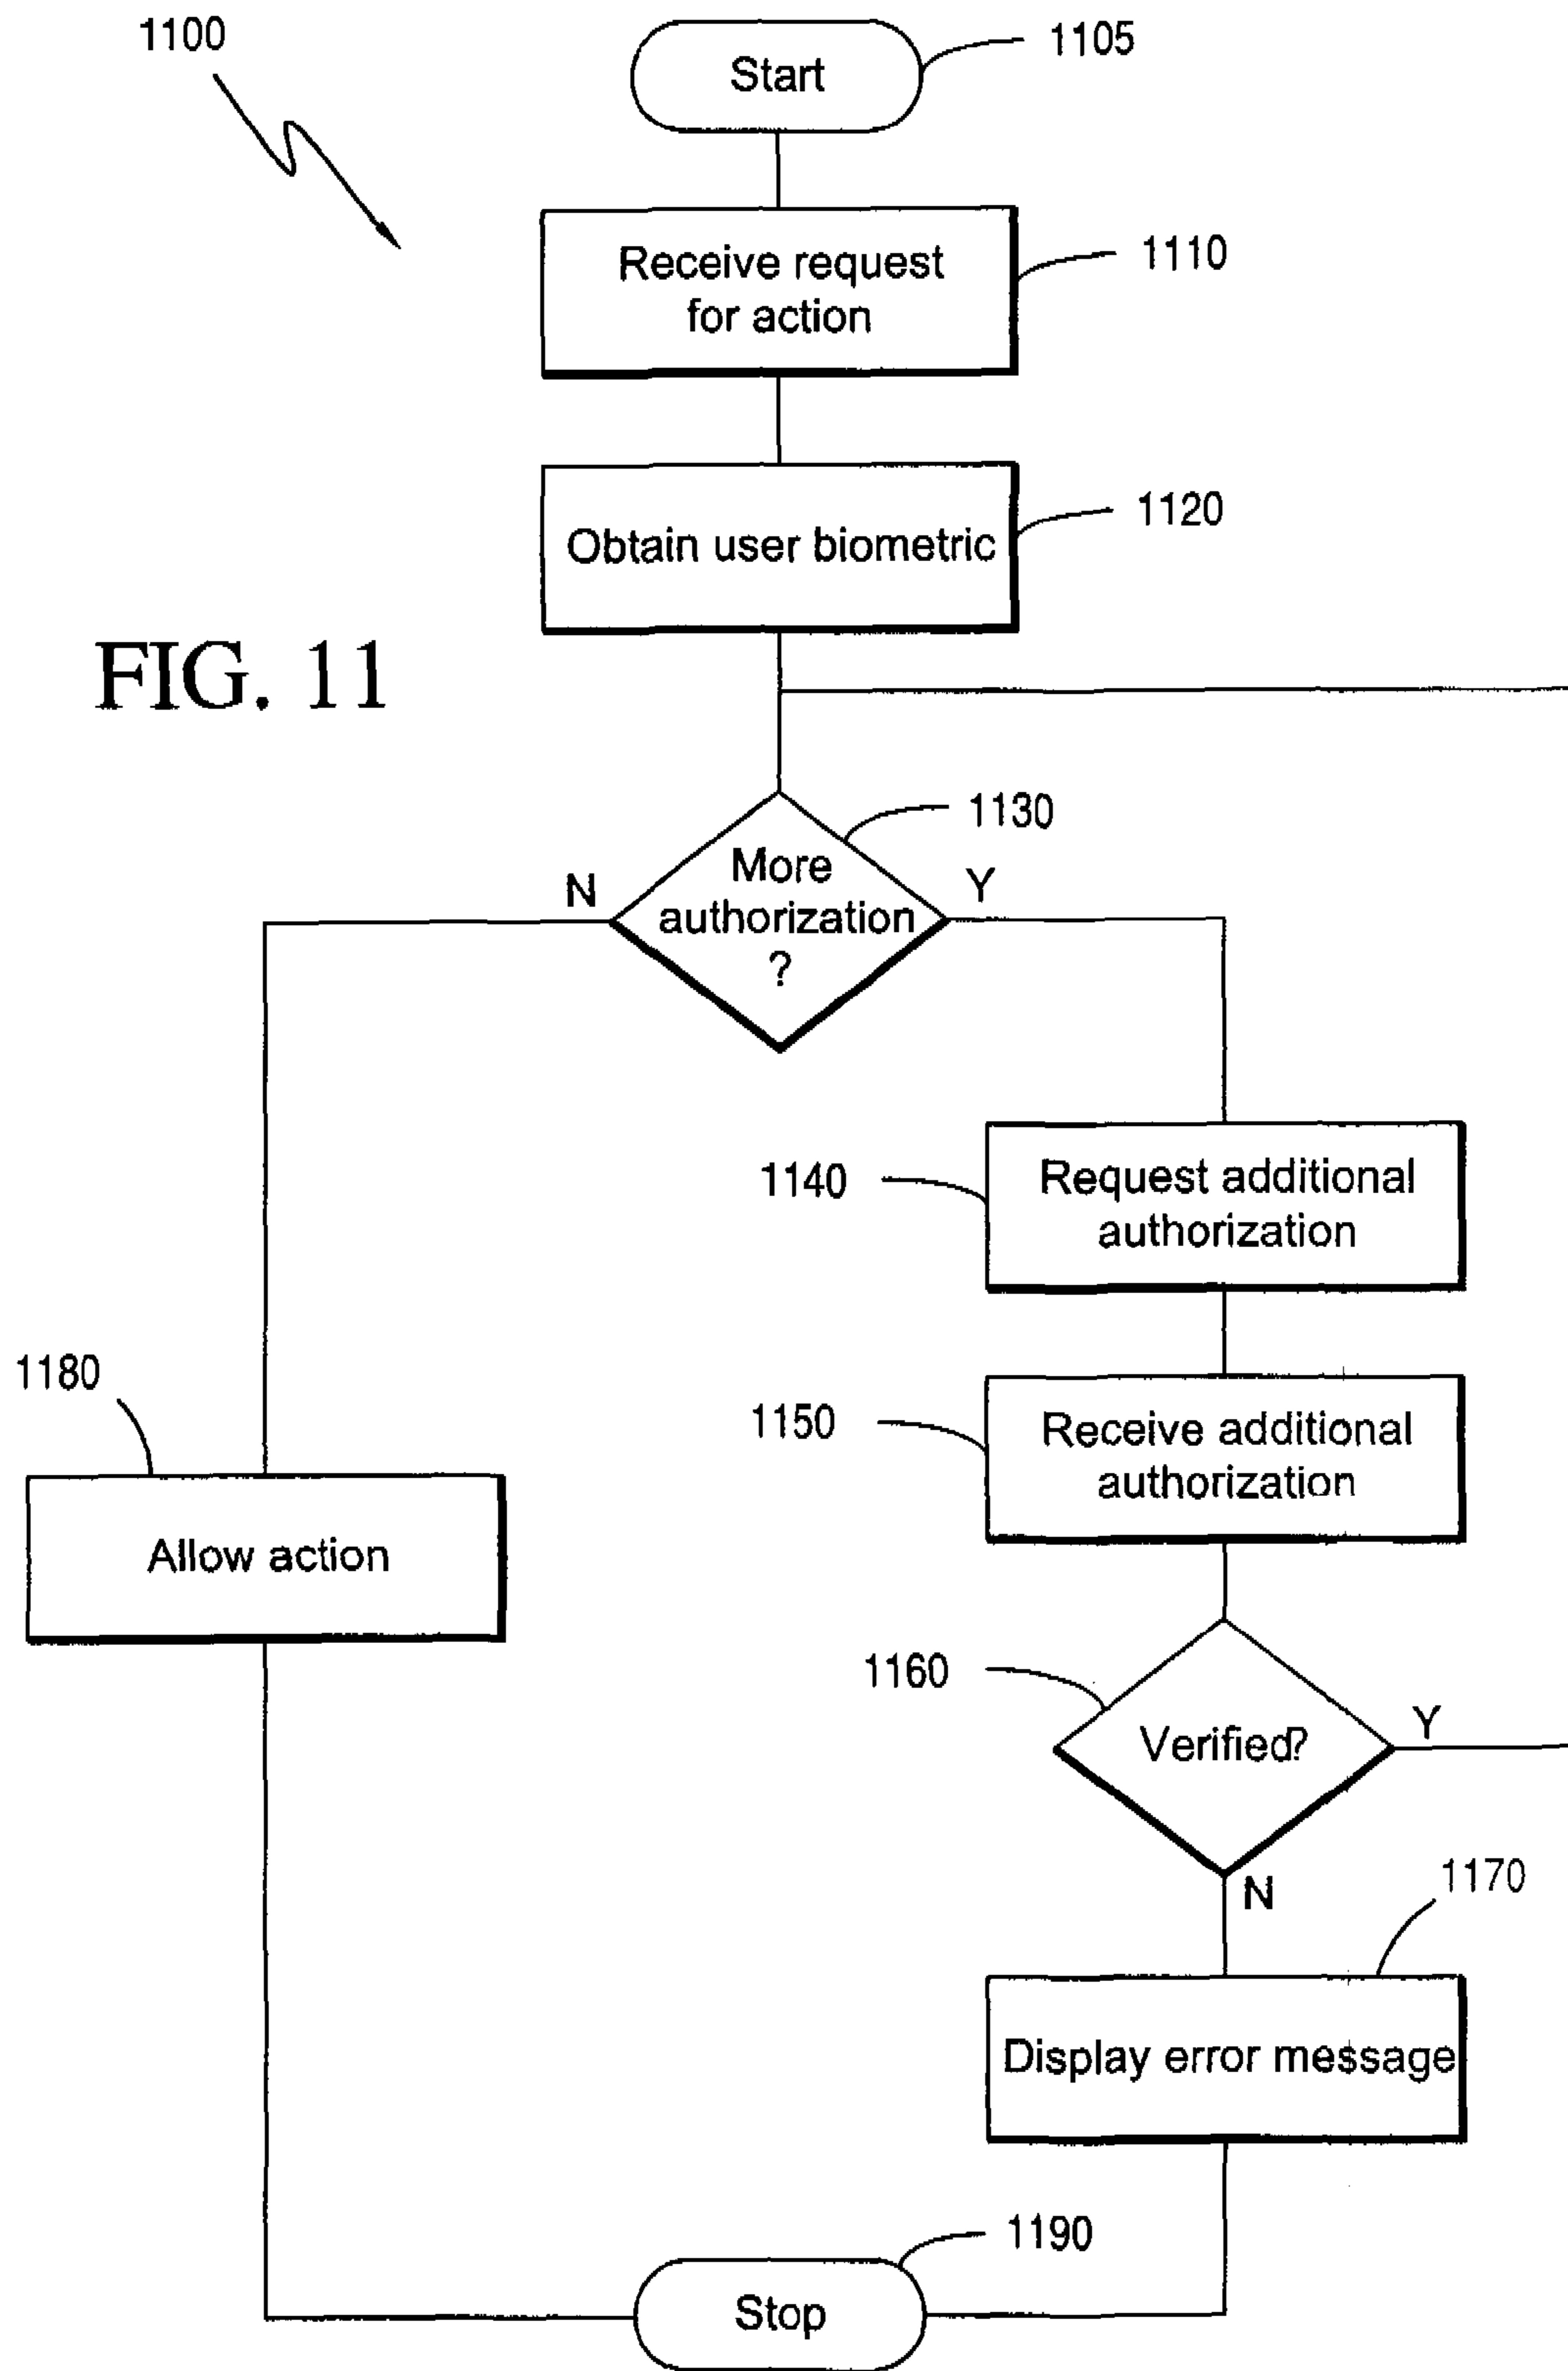 1100
Start
1105
Receive request
for action
1110
Obtain user biometric
1120
FIG. 11
1130
More
authorization
?
N
Y
1140
Request additional
authorization
1180
1150
Receive additional
authorization
Allow action
1160
Verified?
Y
N
1170
Display error message
1190
Stop